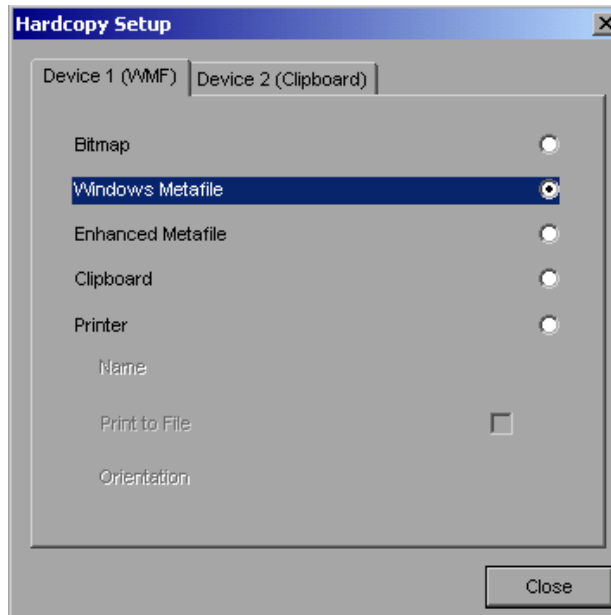 Hardcopy Setup
Device 1 (WMF) Device 2 (Clipboard)
Bitmap
Windows Metafile
Enhanced Metafile
Clipboard
Printer
Name
Print to File
Orientation
Close